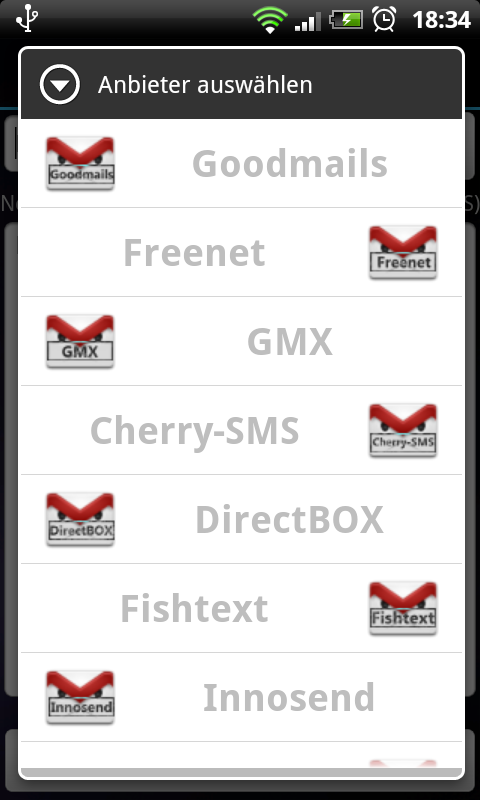 18:34
Anbieter auswählen
Goodmails Goodmails
Freenet Freenet
GMX GMX
Cherry-SMS Cherry-SMS
DirectBOX DirectBOX
Fishtext Fishtext
Innosend Innosend